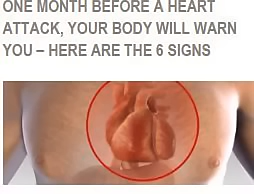 ONE MONTH BEFORE A HEART
ATTACK, YOUR BODY WILL WARN
YOU – HERE ARE THE 6 SIGNS